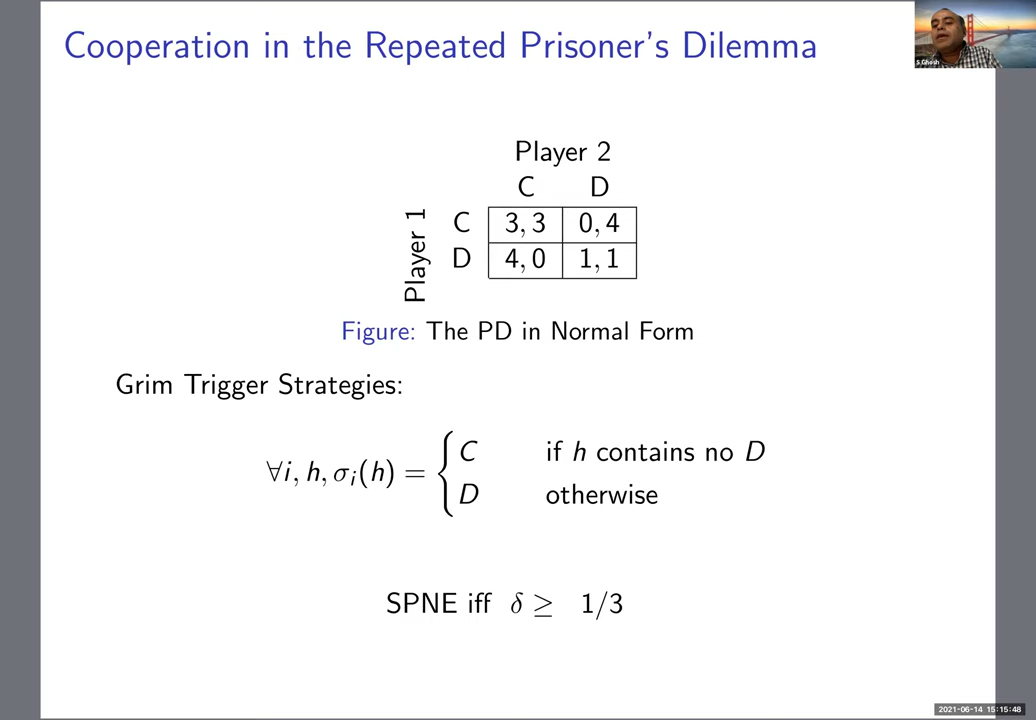 Cooperation in the Repeated Prisoner's Dilemma
S Ghosh
Player 2
C D
Player 1
C 3, 3 0, 4
D 4, 0 1, 1
Figure: The PD in Normal Form
Grim Trigger Strategies:
∀i, h, σᵢ(h) = { C if h contains no D
D otherwise
SPNE iff δ ≥ 1/3
2021-06-14 15:15:48